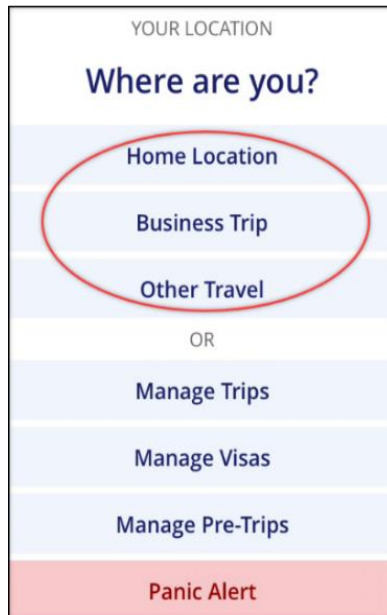 YOUR LOCATION
Where are you?
Home Location
Business Trip
Other Travel
OR
Manage Trips
Manage Visas
Manage Pre-Trips
Panic Alert